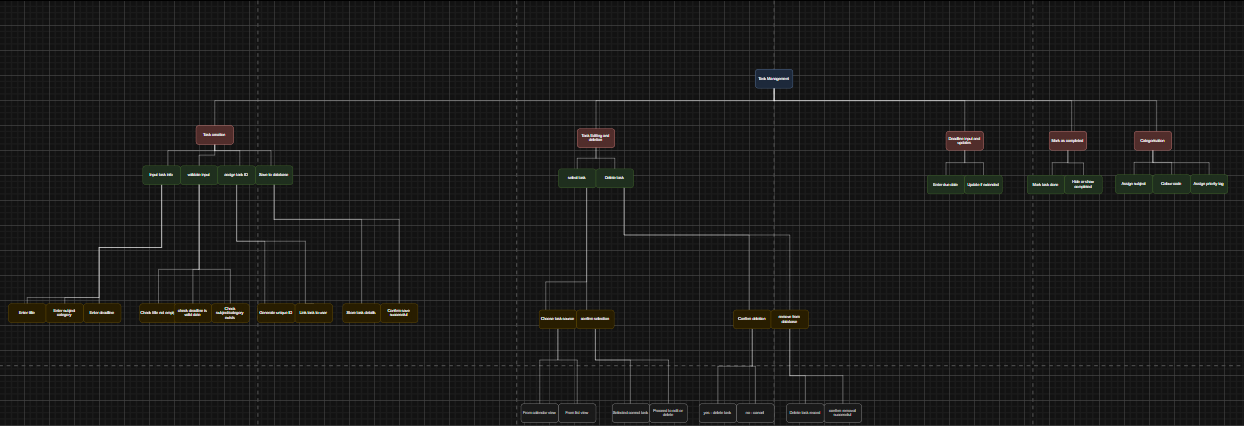 Task Management
Task creation
Task Editing and
deletion
Deadline input and
updates
Mark as completed
Categorisation
Input task info
validate input
assign task ID
Store in database
select task
Delete task
Enter due date
Update if extended
Mark task done
Hide or show
completed
Assign subject
Colour code
Assign priority tag
Enter title
Enter subject
category
Enter deadline
Check title not empty
check deadline is
valid date
Check
subject/category
exists
Generate unique ID
Link task to user
Store task details
Confirm save
successful
Choose task source
confirm selection
Confirm deletion
remove from
database
From calendar view
From list view
Selected correct task
Proceed to edit or
delete
yes - delete task
no - cancel
Delete task record
confirm removal
successful